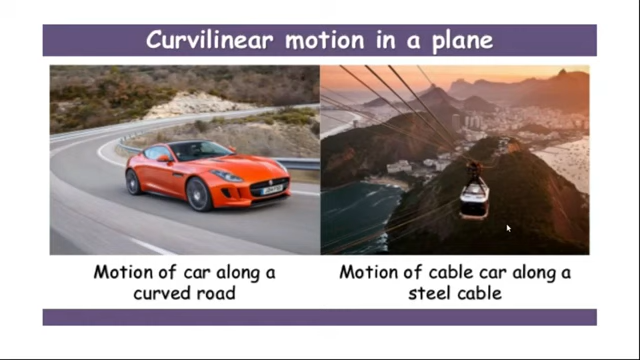 Curvilinear motion in a plane
Motion of car along a
curved road
Motion of cable car along a
steel cable